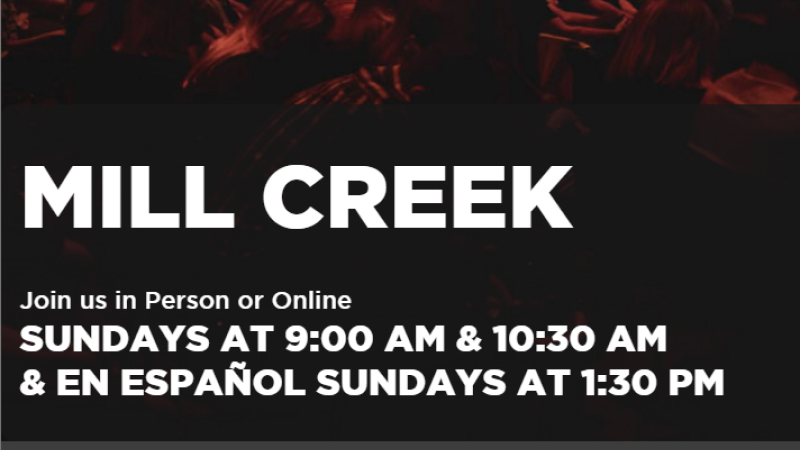 MILL CREEK
Join us in Person or Online
SUNDAYS AT 9:00 AM & 10:30 AM
& EN ESPAÑOL SUNDAYS AT 1:30 PM